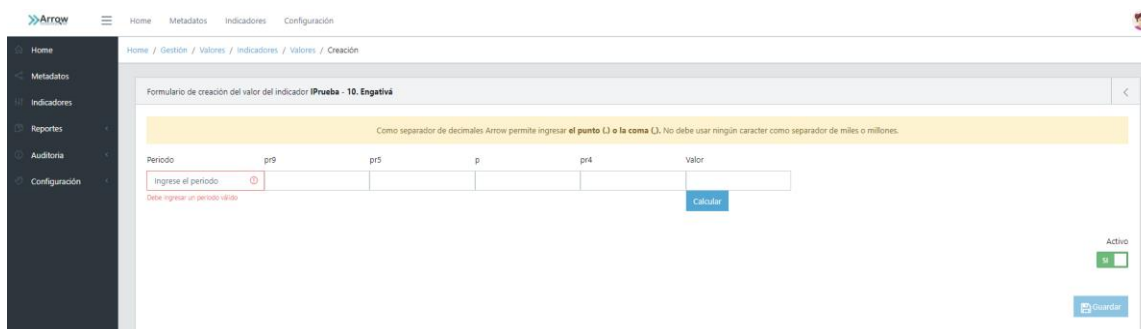 Arrow
Home Metadatos Indicadores Configuración
Home
Metadatos
Indicadores
Reportes
Auditoria
Configuración
Home / Gestión / Valores / Indicadores / Valores / Creación
Formulario de creación del valor del indicador IPrueba - 10. Engativá
Como separador de decimales Arrow permite ingresar el punto (.) o la coma (,). No debe usar ningún caracter como separador de miles o millones.
Periodo pr9 pr5 p pr4 Valor
Ingrese el periodo
Debe ingresar un periodo válido
Calcular
Activo
SI
Guardar